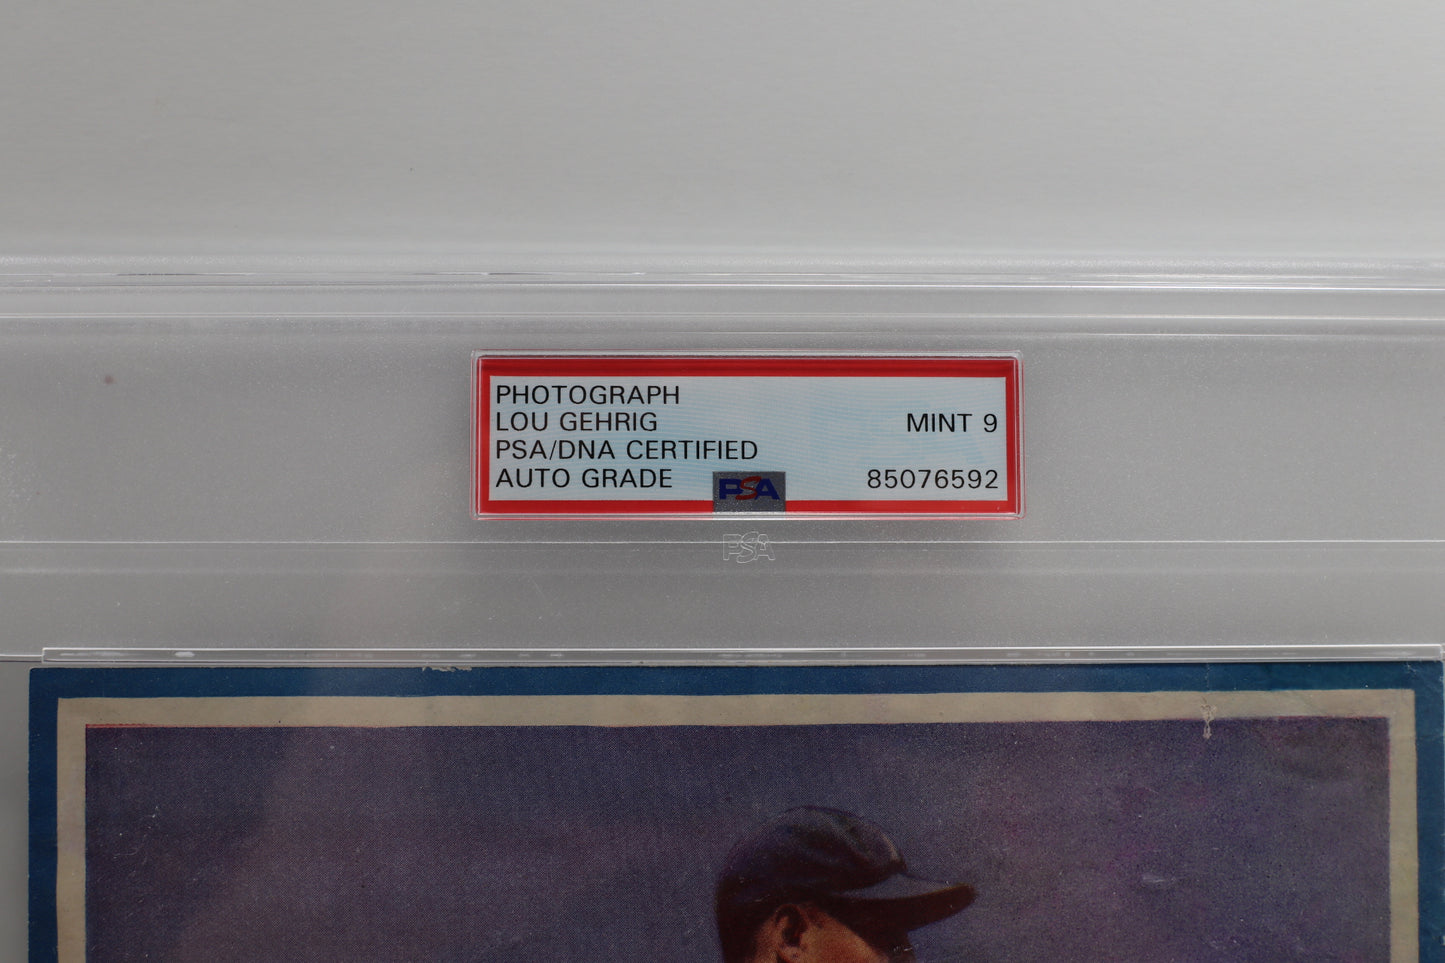 PHOTOGRAPH
LOU GEHRIG
MINT 9
PSA/DNA CERTIFIED
AUTO GRADE
85076592
PSA
PSA